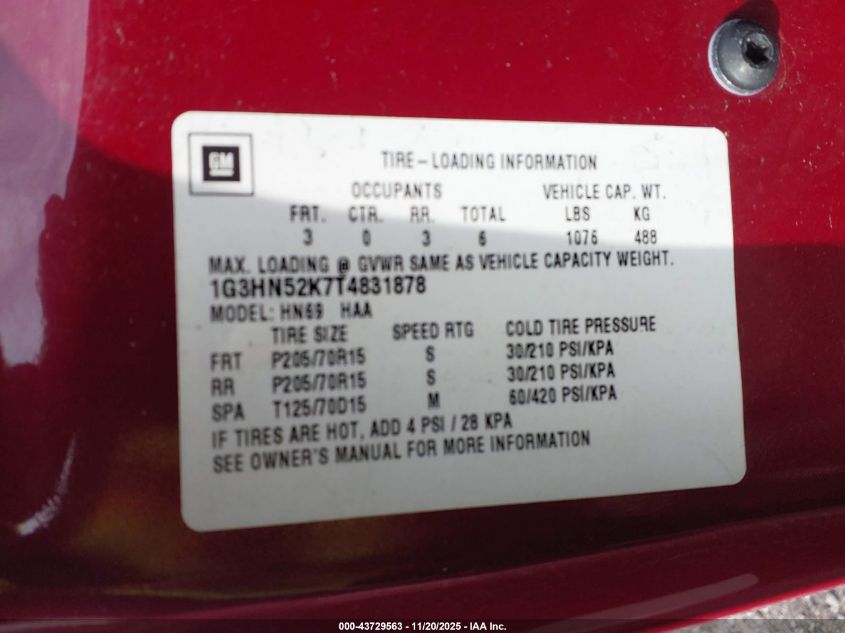 GM
TIRE-LOADING INFORMATION
OCCUPANTS VEHICLE CAP. WT.
FRT. CTR. RR. TOTAL LBS KG
3 0 3 6 1076 488
MAX. LOADING @ GVWR SAME AS VEHICLE CAPACITY WEIGHT.
1G3HN52K7T4831878
MODEL: HN69 HAA
TIRE SIZE SPEED RTG COLD TIRE PRESSURE
FRT P205/70R15 S 30/210 PSI/KPA
RR P205/70R15 S 30/210 PSI/KPA
SPA T125/70D15 M 60/420 PSI/KPA
IF TIRES ARE HOT, ADD 4 PSI / 28 KPA
SEE OWNER'S MANUAL FOR MORE INFORMATION
000-43729563 - 11/20/2025 - IAA Inc.